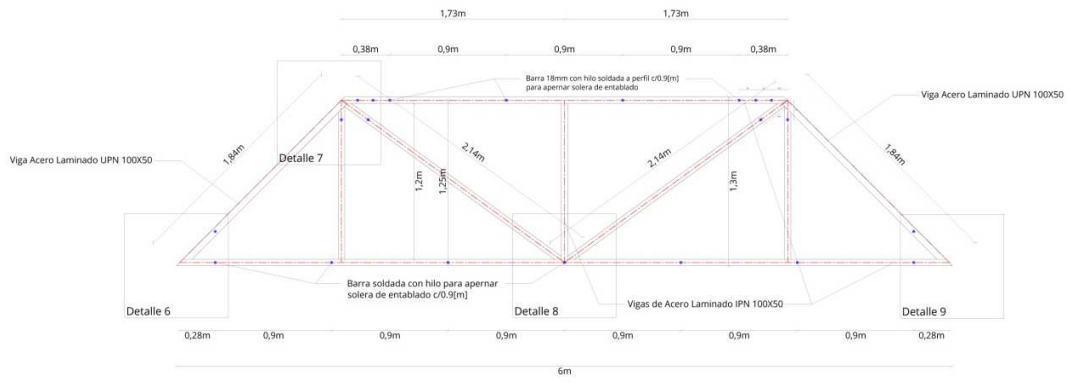 1,73m
1,73m
0,38m
0,9m
0,9m
0,9m
0,38m
Barra 18mm con hilo soldada a perfil c/0.9[m]
para apernar solera de entablado
Viga Acero Laminado UPN 100X50
Viga Acero Laminado UPN 100X50
1,84m
Detalle 7
2,14m
2,14m
1,84m
1,2m
1,25m
1,3m
Barra soldada con hilo para apernar
solera de entablado c/0.9[m]
Vigas de Acero Laminado IPN 100X50
Detalle 6
Detalle 8
Detalle 9
0,28m
0,9m
0,9m
0,9m
0,9m
0,9m
0,9m
0,28m
6m